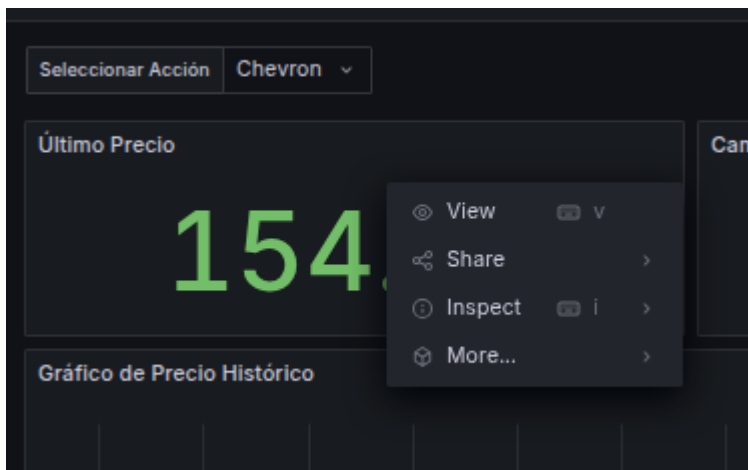 Seleccionar Acción Chevron
Último Precio
154.
View v
Share
Inspect i
More...
Gráfico de Precio Histórico